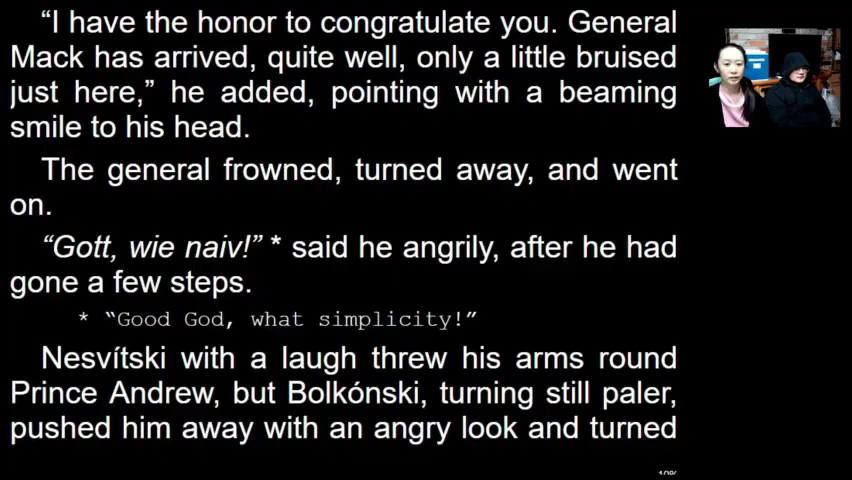 “I have the honor to congratulate you. General
Mack has arrived, quite well, only a little bruised
just here,” he added, pointing with a beaming
smile to his head.
The general frowned, turned away, and went
on.
“Gott, wie naiv!” * said he angrily, after he had
gone a few steps.
* “Good God, what simplicity!”
Nesvítski with a laugh threw his arms round
Prince Andrew, but Bolkónski, turning still paler,
pushed him away with an angry look and turned